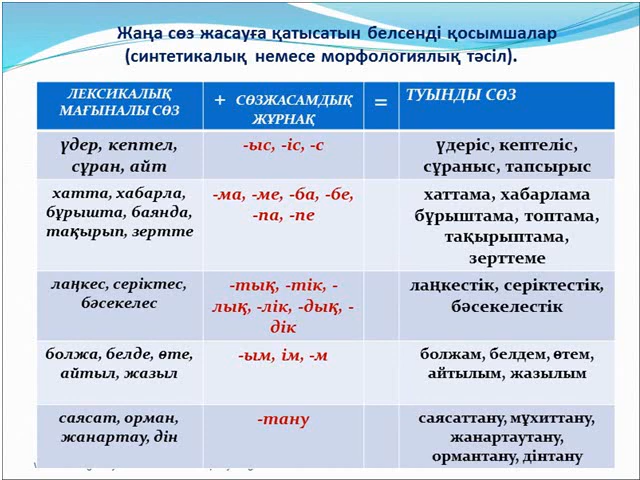 Жаңа сөз жасауға қатысатын белсенді қосымшалар
(синтетикалық немесе морфологиялық тәсіл).
ЛЕКСИКАЛЫҚ
МАҒЫНАЛЫ СӨЗ
+ СӨЗЖАСАМДЫҚ
ЖҰРНАҚ
=
ТУЫНДЫ СӨЗ
үдер, кептел,
сұран, айт
-ыс, -іс, -с
үдеріс, кептеліс,
сұраныс, тапсырыс
хатта, хабарла,
бұрышта, баянда,
тақырып, зертте
-ма, -ме, -ба, -бе,
-па, -пе
хаттама, хабарлама
бұрыштама, топтама,
тақырыптама,
зерттеме
лаңкес, серіктес,
бәсекелес
-тық, -тік, -
лық, -лік, -дық, -
дік
лаңкестік, серіктестік,
бәсекелестік
болжа, белде, өте,
айтыл, жазыл
-ым, ім, -м
болжам, белдем, өтем,
айтылым, жазылым
саясат, орман,
жанартау, дін
-тану
саясаттану, мұхиттану,
жанартаутану,
ормантану, дінтану